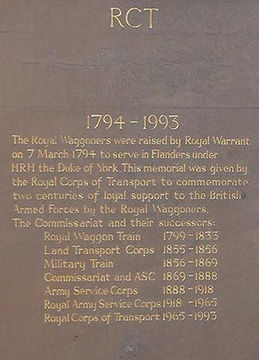 RCT
1794 - 1993
The Royal Waggoners were raised by Royal Warrant
on 7 March 1794 to serve in Flanders under
HRH the Duke of York. This memorial was given by
the Royal Corps of Transport to commemorate
two centuries of loyal support to the British
Armed Forces by the Royal Waggoners,
The Commissariat and their successors:
Royal Waggon Train 1799-1833
Land Transport Corps 1855-1856
Military Train 1856-1869
Commissariat and ASC 1869-1888
Army Service Corps 1888-1918
Royal Army Service Corps 1918-1965
Royal Corps of Transport 1965-1993